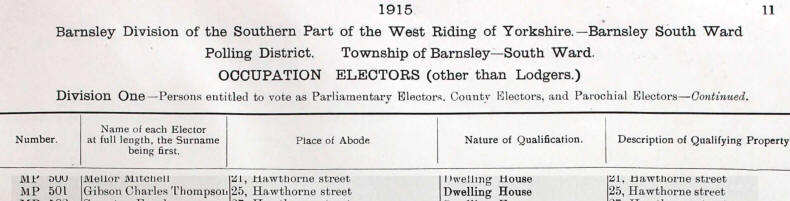 1915
11
Barnsley Division of the Southern Part of the West Riding of Yorkshire.—Barnsley South Ward
Polling District. Township of Barnsley—South Ward.
OCCUPATION ELECTORS (other than Lodgers.)
Division One—Persons entitled to vote as Parliamentary Electors, County Electors, and Parochial Electors—Continued.
Number. Name of each Elector at full length, the Surname being first. Place of Abode. Nature of Qualification. Description of Qualifying Property
MP 500 Mellor Mitchell 21, Hawthorne street Dwelling House 21, Hawthorne street
MP 501 Gibson Charles Thompson 25, Hawthorne street Dwelling House 25, Hawthorne street